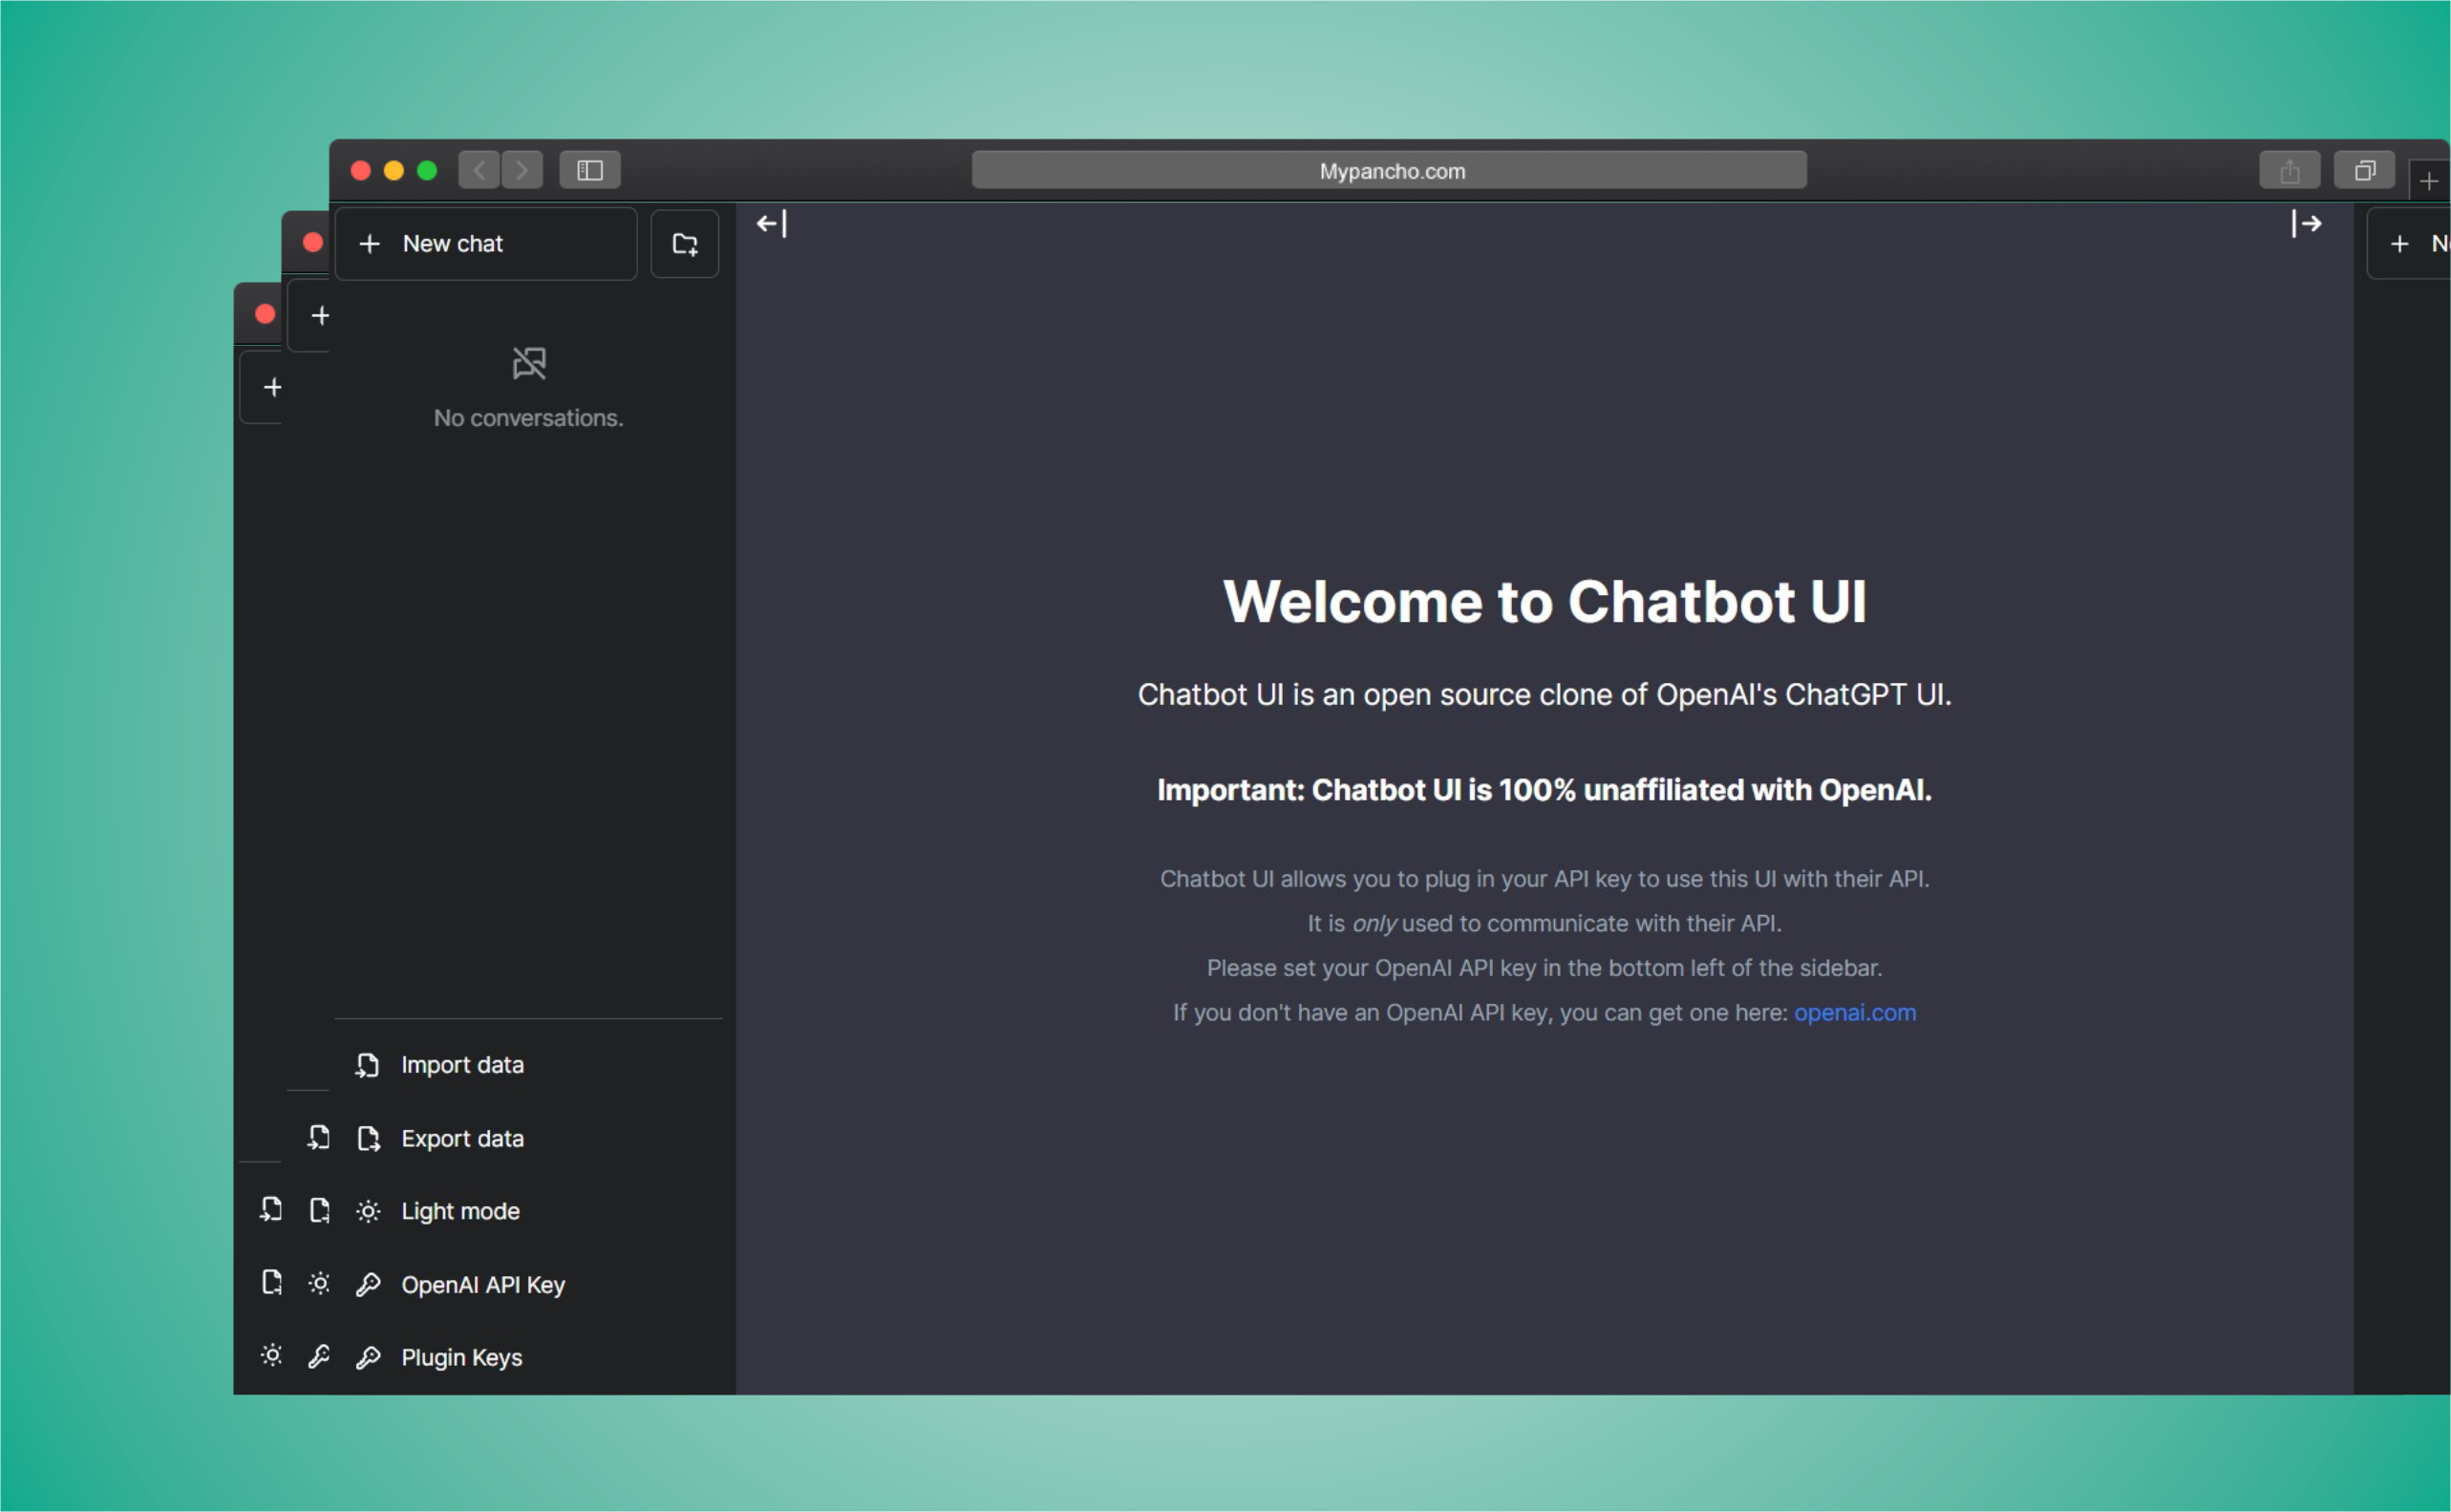 Mypancho.com
New chat
No conversations.
Welcome to Chatbot UI
Chatbot UI is an open source clone of OpenAI's ChatGPT UI.
Important: Chatbot UI is 100% unaffiliated with OpenAI.
Chatbot UI allows you to plug in your API key to use this UI with their API.
It is only used to communicate with their API.
Please set your OpenAI API key in the bottom left of the sidebar.
If you don't have an OpenAI API key, you can get one here: openai.com
Import data
Export data
Light mode
OpenAI API Key
Plugin Keys